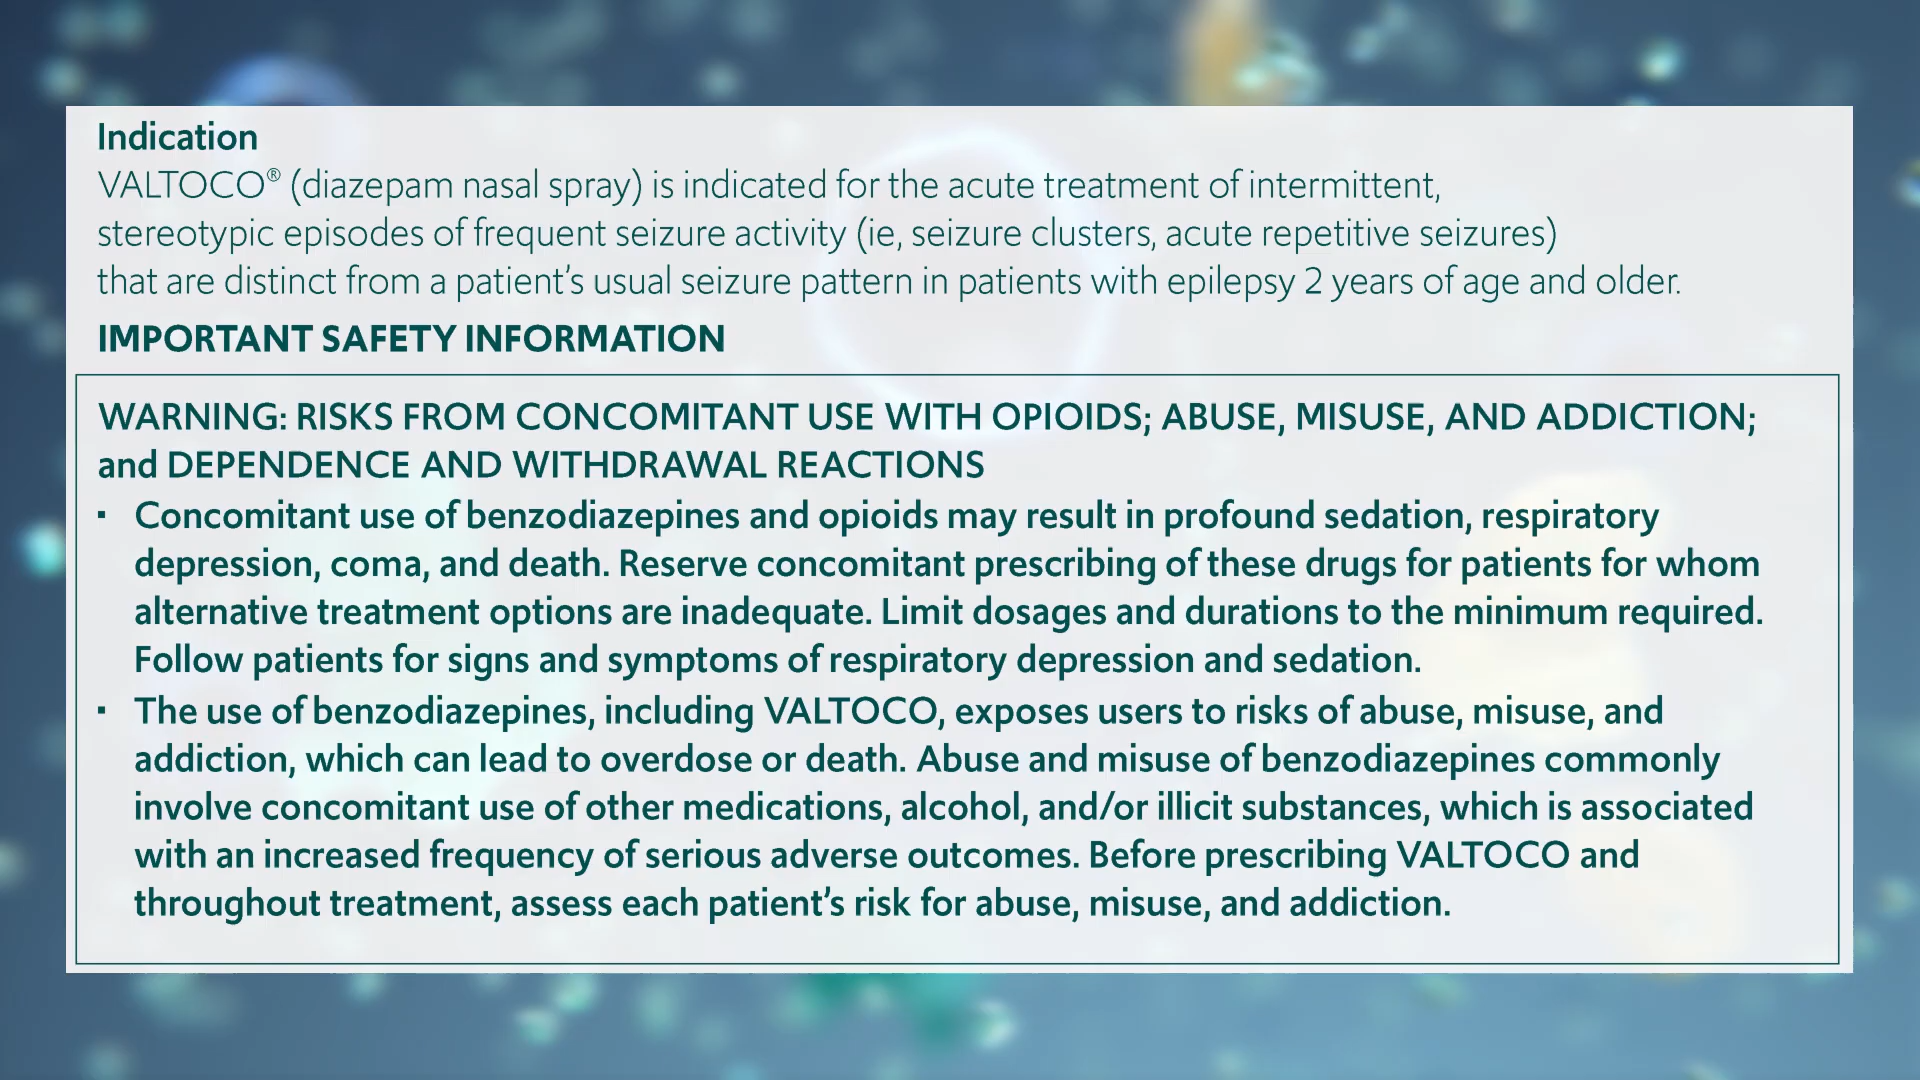 Indication
VALTOCO® (diazepam nasal spray) is indicated for the acute treatment of intermittent,
stereotypic episodes of frequent seizure activity (ie, seizure clusters, acute repetitive seizures)
that are distinct from a patient’s usual seizure pattern in patients with epilepsy 2 years of age and older.
IMPORTANT SAFETY INFORMATION
WARNING: RISKS FROM CONCOMITANT USE WITH OPIOIDS; ABUSE, MISUSE, AND ADDICTION;
and DEPENDENCE AND WITHDRAWAL REACTIONS
▪ Concomitant use of benzodiazepines and opioids may result in profound sedation, respiratory
depression, coma, and death. Reserve concomitant prescribing of these drugs for patients for whom
alternative treatment options are inadequate. Limit dosages and durations to the minimum required.
Follow patients for signs and symptoms of respiratory depression and sedation.
▪ The use of benzodiazepines, including VALTOCO, exposes users to risks of abuse, misuse, and
addiction, which can lead to overdose or death. Abuse and misuse of benzodiazepines commonly
involve concomitant use of other medications, alcohol, and/or illicit substances, which is associated
with an increased frequency of serious adverse outcomes. Before prescribing VALTOCO and
throughout treatment, assess each patient’s risk for abuse, misuse, and addiction.